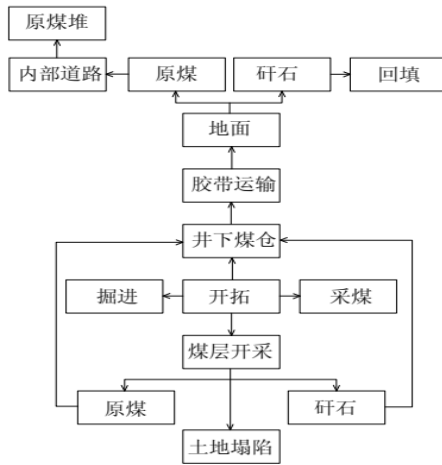 原煤堆
内部道路
原煤
矸石
回填
地面
胶带运输
井下煤仓
掘进
开拓
采煤
煤层开采
原煤
矸石
土地塌陷